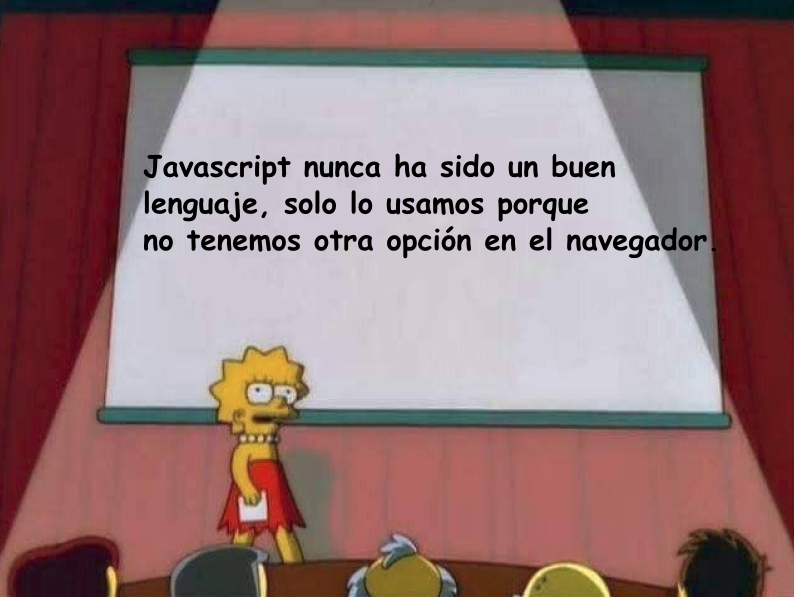 Javascript nunca ha sido un buen
lenguaje, solo lo usamos porque
no tenemos otra opción en el navegador.